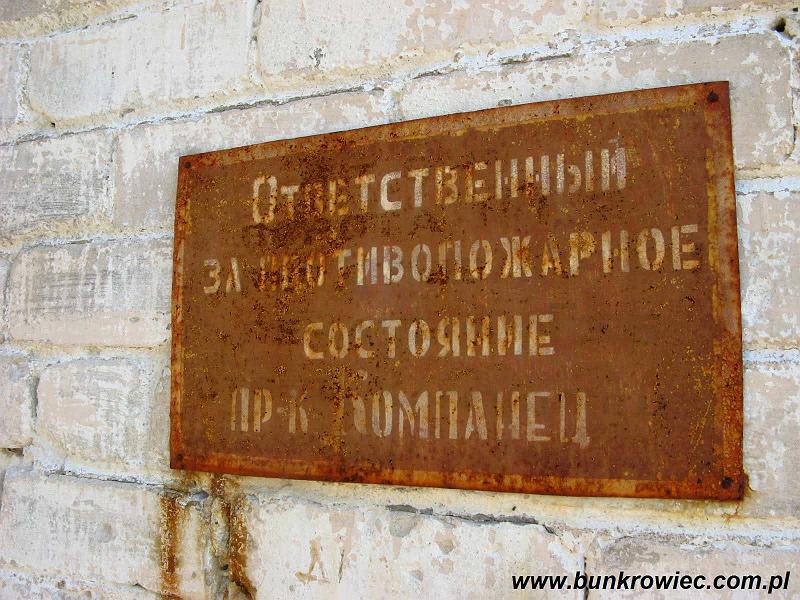 Ответственный
за противопожарное
состояние
пр-к Компанец
www.bunkrowiec.com.pl